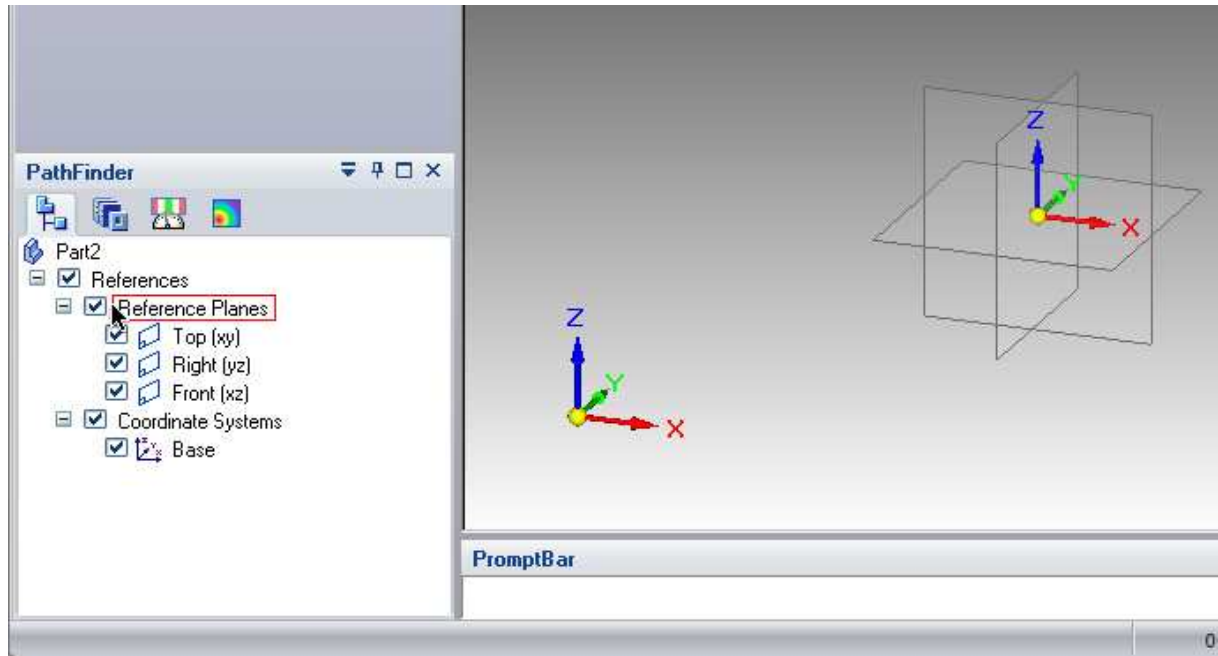 PathFinder
Part2
References
Reference Planes
Top (xy)
Right (yz)
Front (xz)
Coordinate Systems
Base
Z
Y
X
Z
Y
X
PromptBar
0